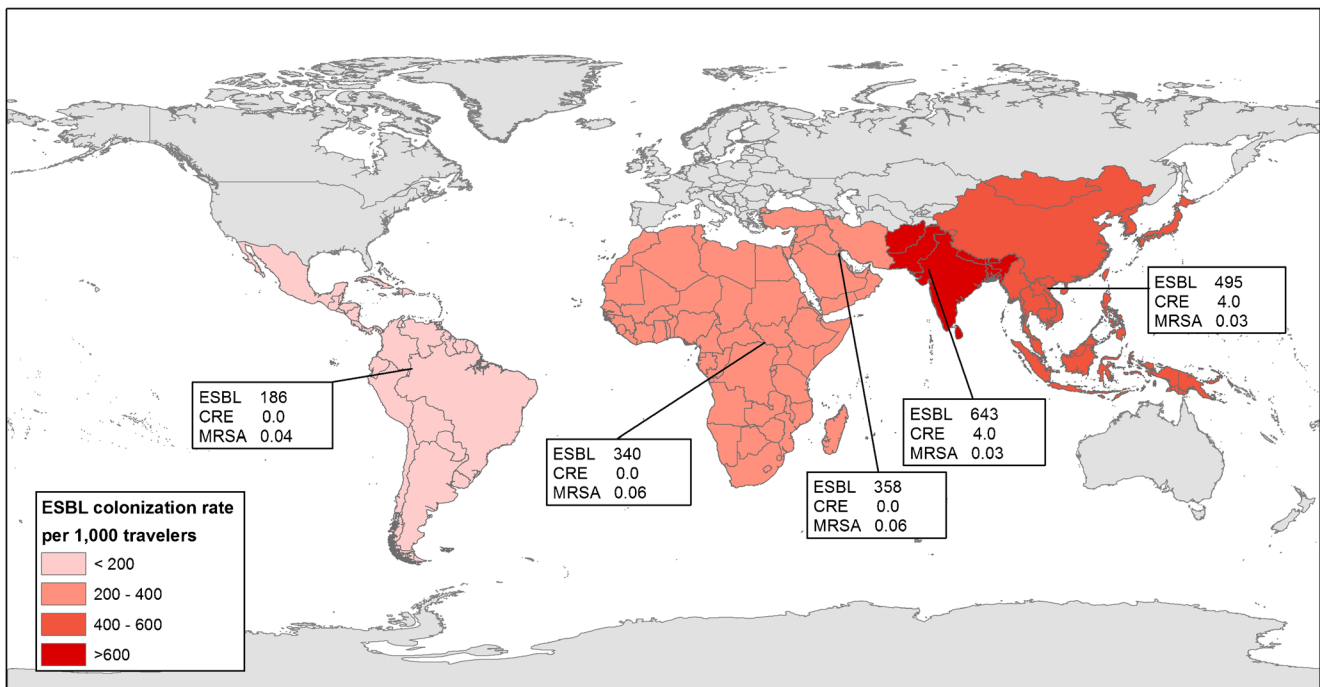 ESBL 495
CRE 4.0
MRSA 0.03
ESBL 186
CRE 0.0
MRSA 0.04
ESBL 643
CRE 4.0
MRSA 0.03
ESBL 340
CRE 0.0
MRSA 0.06
ESBL 358
CRE 0.0
MRSA 0.06
ESBL colonization rate
per 1,000 travelers
< 200
200 - 400
400 - 600
>600